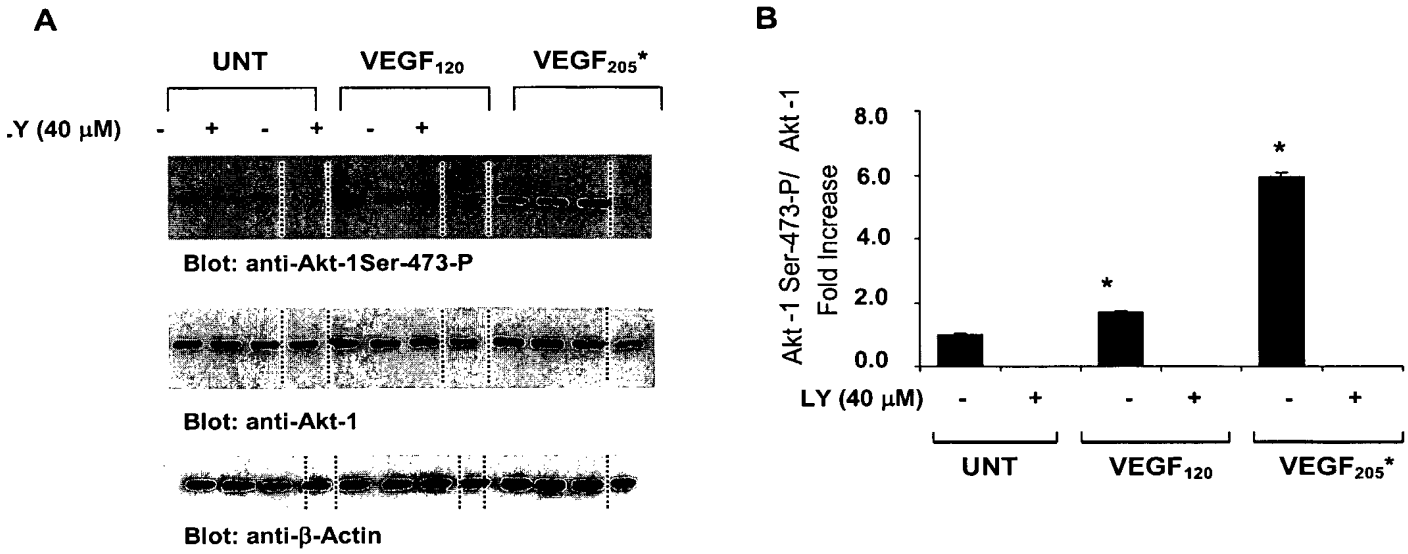 A
UNT VEGF120 VEGF205*
.Y (40 µM) - + - + - +
Blot: anti-Akt-1Ser-473-P
Blot: anti-Akt-1
Blot: anti-β-Actin
B
Akt -1 Ser-473-P/ Akt -1
Fold Increase
8.0
6.0
4.0
2.0
0.0
*
*
LY (40 µM) - + - + - +
UNT VEGF120 VEGF205*